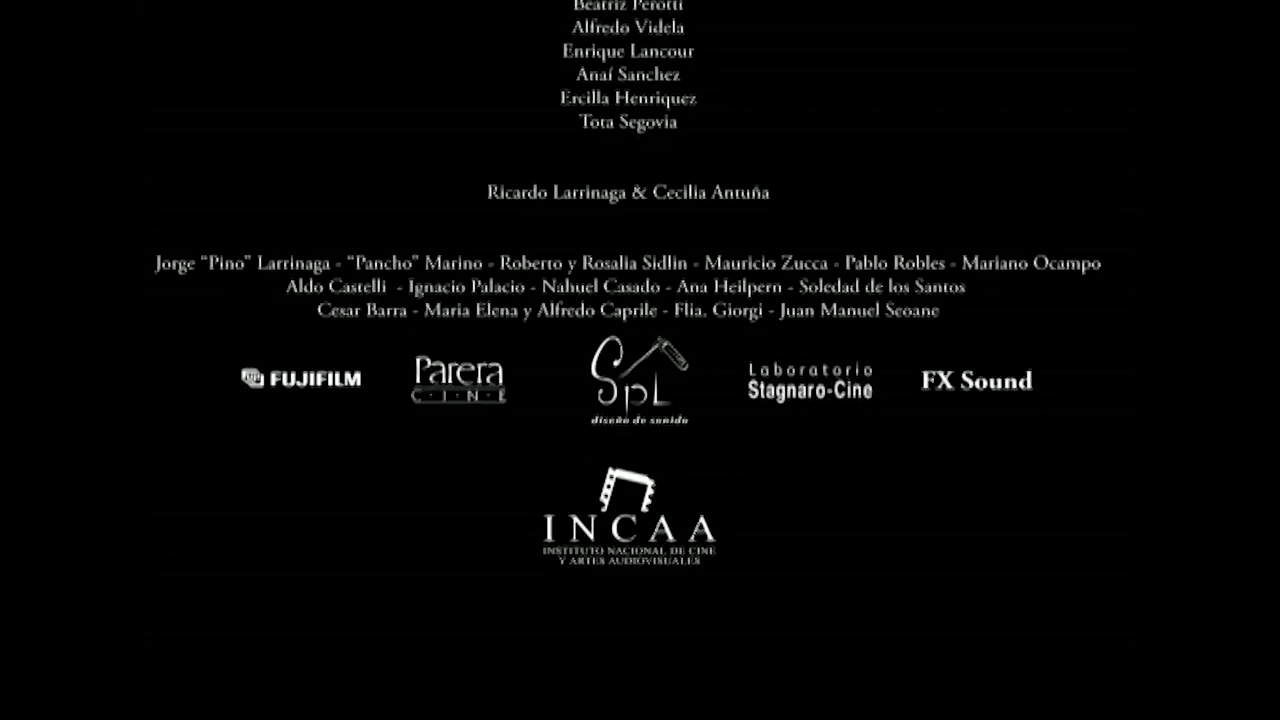 Beatriz Perotti
Alfredo Videla
Enrique Lancour
Anaí Sanchez
Ercilla Henriquez
Tota Segovia
Ricardo Larrinaga & Cecilia Antuña
Jorge “Pino” Larrinaga - “Pancho” Marino - Roberto y Rosalia Sidlin - Mauricio Zucca - Pablo Robles - Mariano Ocampo
Aldo Castelli - Ignacio Palacio - Nahuel Casado - Ana Heilpern - Soledad de los Santos
Cesar Barra - Maria Elena y Alfredo Caprile - Flia. Giorgi - Juan Manuel Seoane
FUJIFILM
Parera
C·I·N·E
SpL
diseño de sonido
Laboratorio
Stagnaro-Cine
FX Sound
INCAA
INSTITUTO NACIONAL DE CINE
Y ARTES AUDIOVISUALES